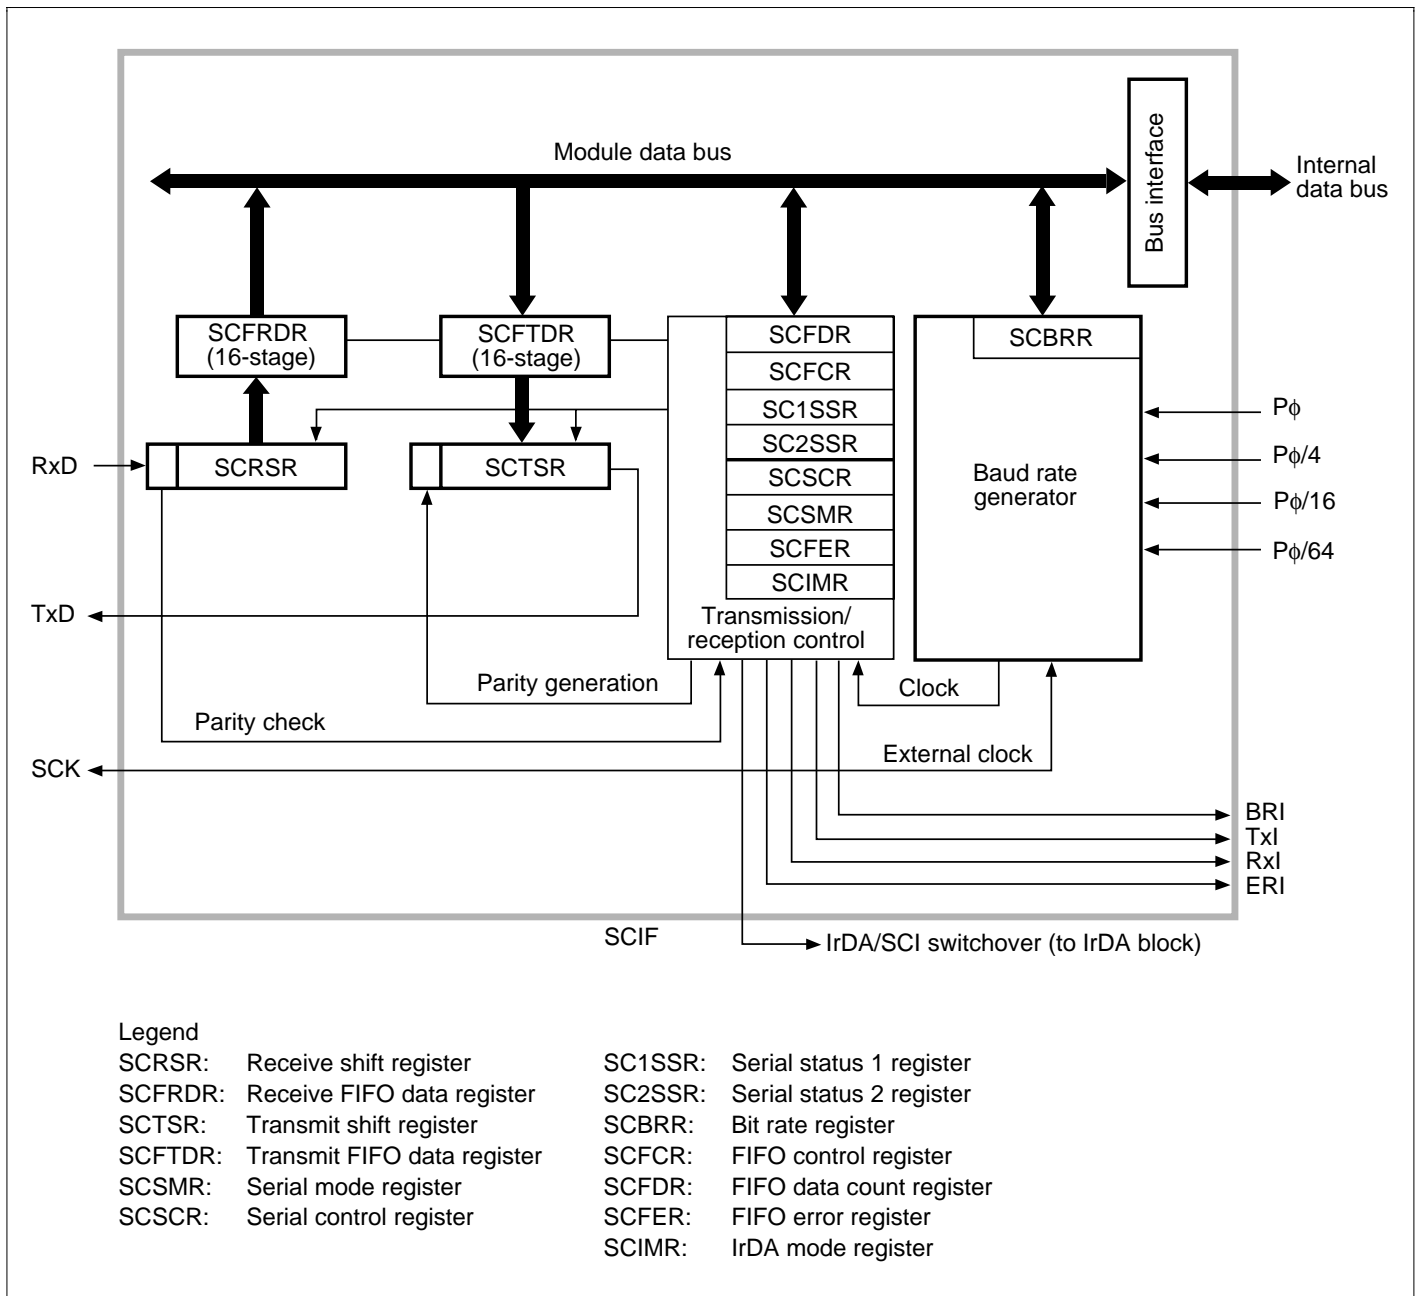 Module data bus
Bus interface
Internal
data bus
SCFRDR
(16-stage)
SCFTDR
(16-stage)
SCFDR
SCFCR
SC1SSR
SC2SSR
SCSCR
SCSMR
SCFER
SCIMR
Transmission/
reception control
SCBRR
Baud rate
generator
Pϕ
Pϕ/4
Pϕ/16
Pϕ/64
RxD
SCRSR
SCTSR
TxD
Parity generation
Parity check
Clock
External clock
SCK
BRI
TxI
RxI
ERI
SCIF
IrDA/SCI switchover (to IrDA block)
Legend
SCRSR: Receive shift register
SCFRDR: Receive FIFO data register
SCTSR: Transmit shift register
SCFTDR: Transmit FIFO data register
SCSMR: Serial mode register
SCSCR: Serial control register
SC1SSR: Serial status 1 register
SC2SSR: Serial status 2 register
SCBRR: Bit rate register
SCFCR: FIFO control register
SCFDR: FIFO data count register
SCFER: FIFO error register
SCIMR: IrDA mode register